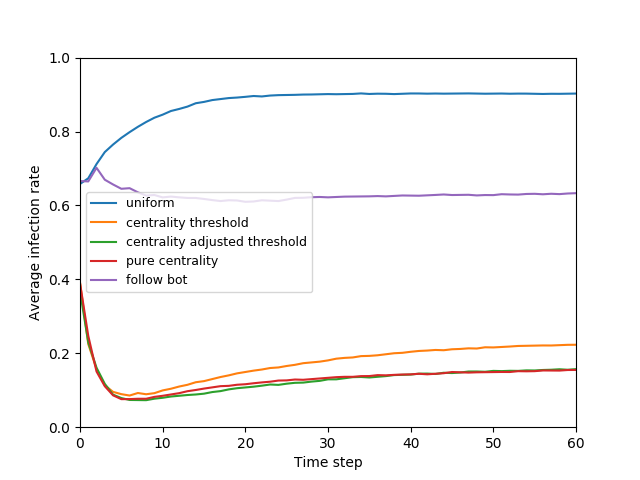 1.0
0.8
0.6
0.4
0.2
0.0
Average infection rate
uniform
centrality threshold
centrality adjusted threshold
pure centrality
follow bot
0 10 20 30 40 50 60
Time step